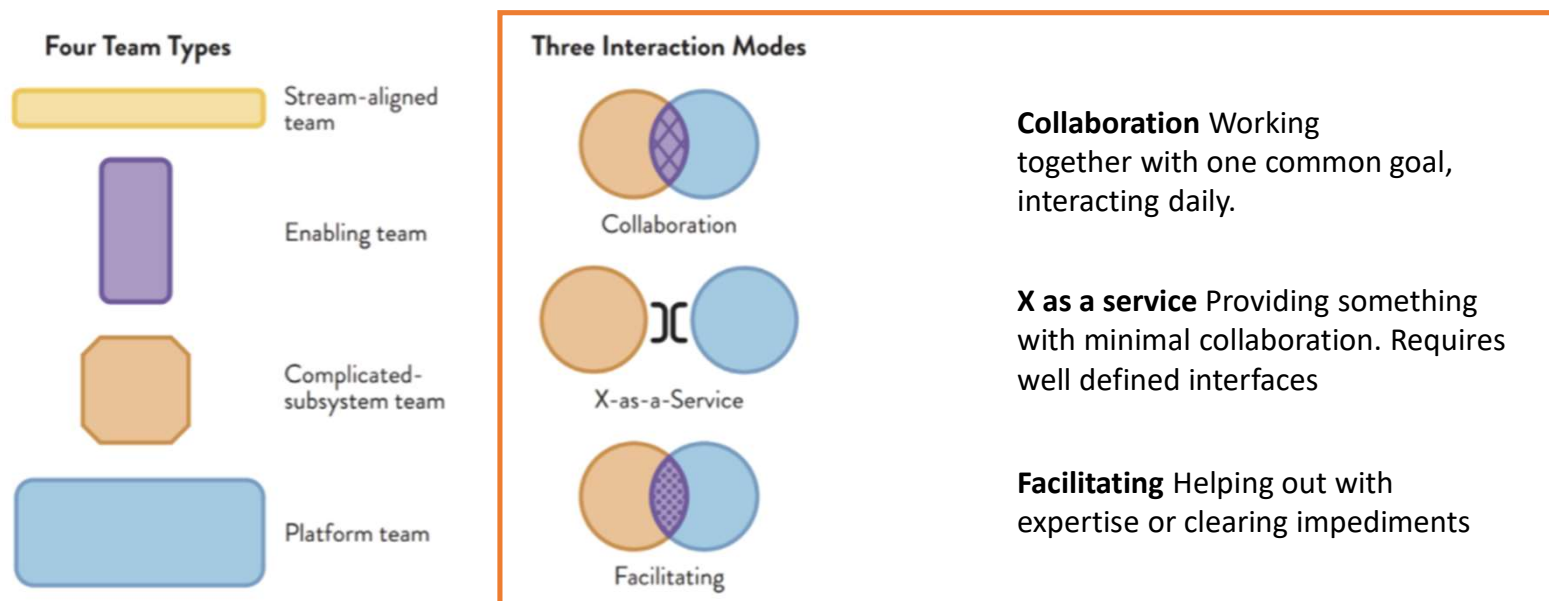 Four Team Types
Stream-aligned
team
Enabling team
Complicated-
subsystem team
Platform team
Three Interaction Modes
Collaboration
X-as-a-Service
Facilitating
Collaboration Working
together with one common goal,
interacting daily.
X as a service Providing something
with minimal collaboration. Requires
well defined interfaces
Facilitating Helping out with
expertise or clearing impediments